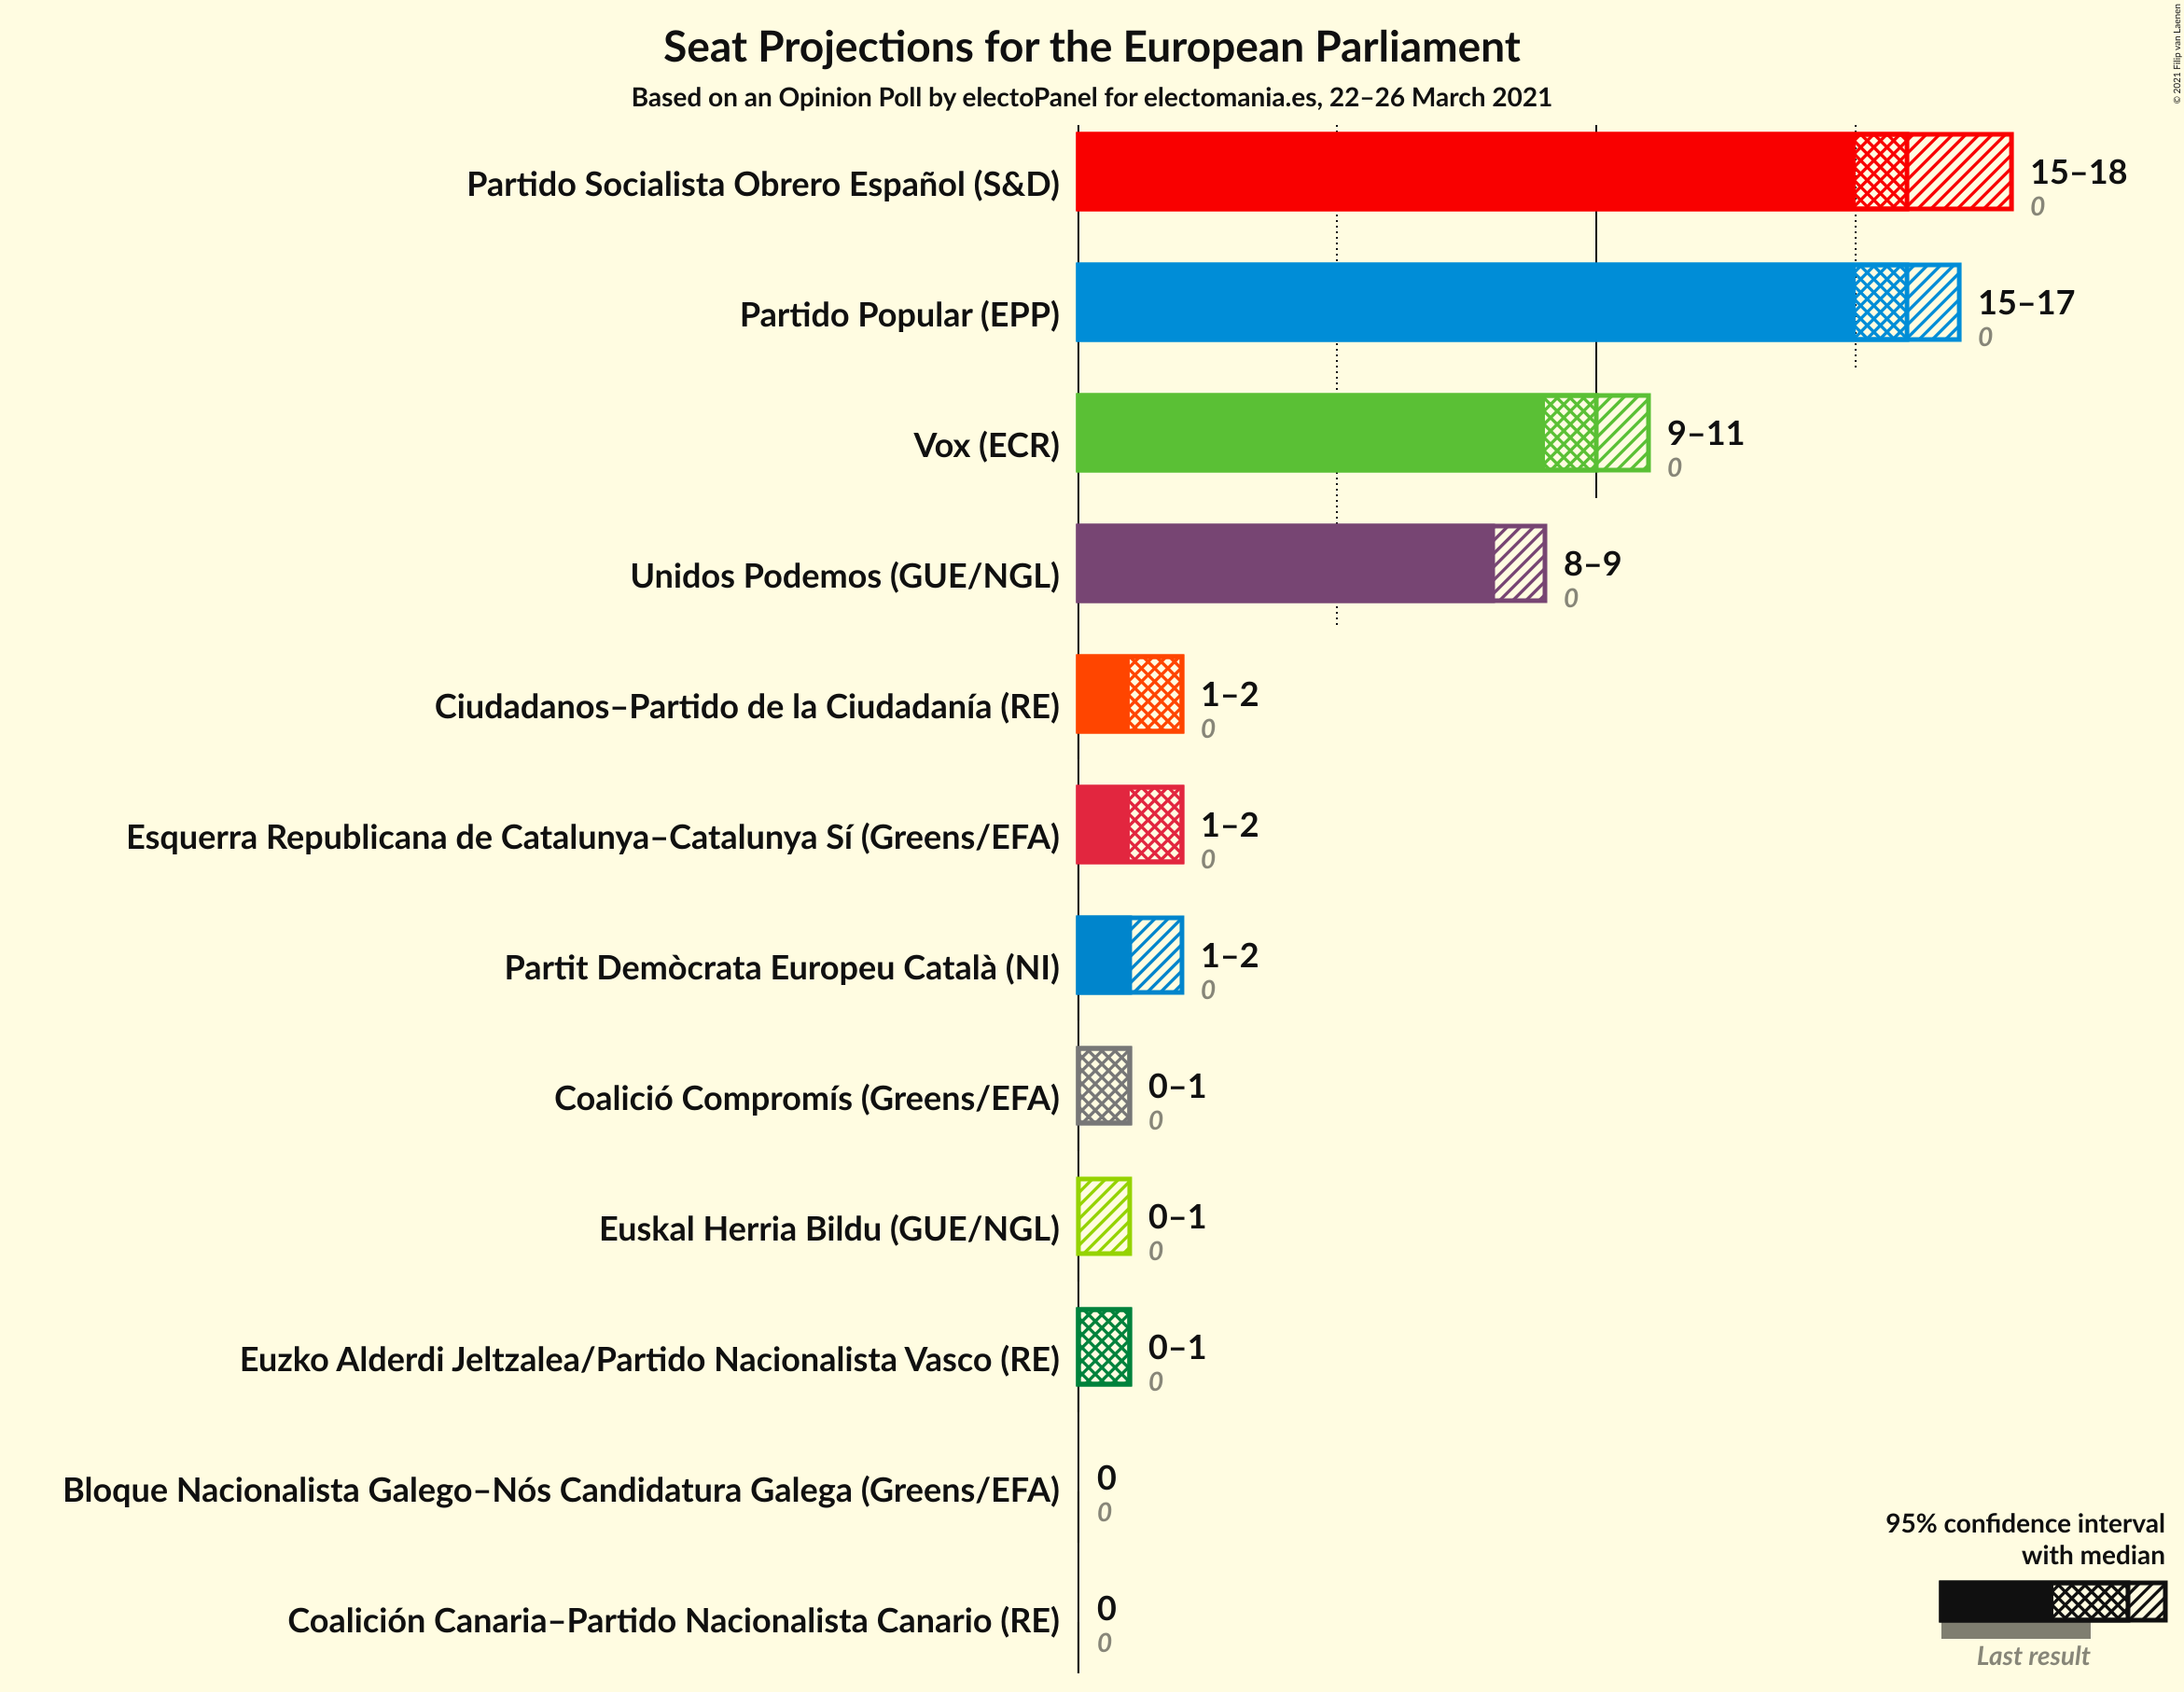 Seat Projections for the European Parliament
Based on an Opinion Poll by electoPanel for electomania.es, 22–26 March 2021
© 2021 Filip van Laenen
Partido Socialista Obrero Español (S&D)
15–18
0
Partido Popular (EPP)
15–17
0
Vox (ECR)
9–11
0
Unidos Podemos (GUE/NGL)
8–9
0
Ciudadanos–Partido de la Ciudadanía (RE)
1–2
0
Esquerra Republicana de Catalunya–Catalunya Sí (Greens/EFA)
1–2
0
Partit Demòcrata Europeu Català (NI)
1–2
0
Coalició Compromís (Greens/EFA)
0–1
0
Euskal Herria Bildu (GUE/NGL)
0–1
0
Euzko Alderdi Jeltzalea/Partido Nacionalista Vasco (RE)
0–1
0
Bloque Nacionalista Galego–Nós Candidatura Galega (Greens/EFA)
0
0
Coalición Canaria–Partido Nacionalista Canario (RE)
0
0
95% confidence interval
with median
Last result